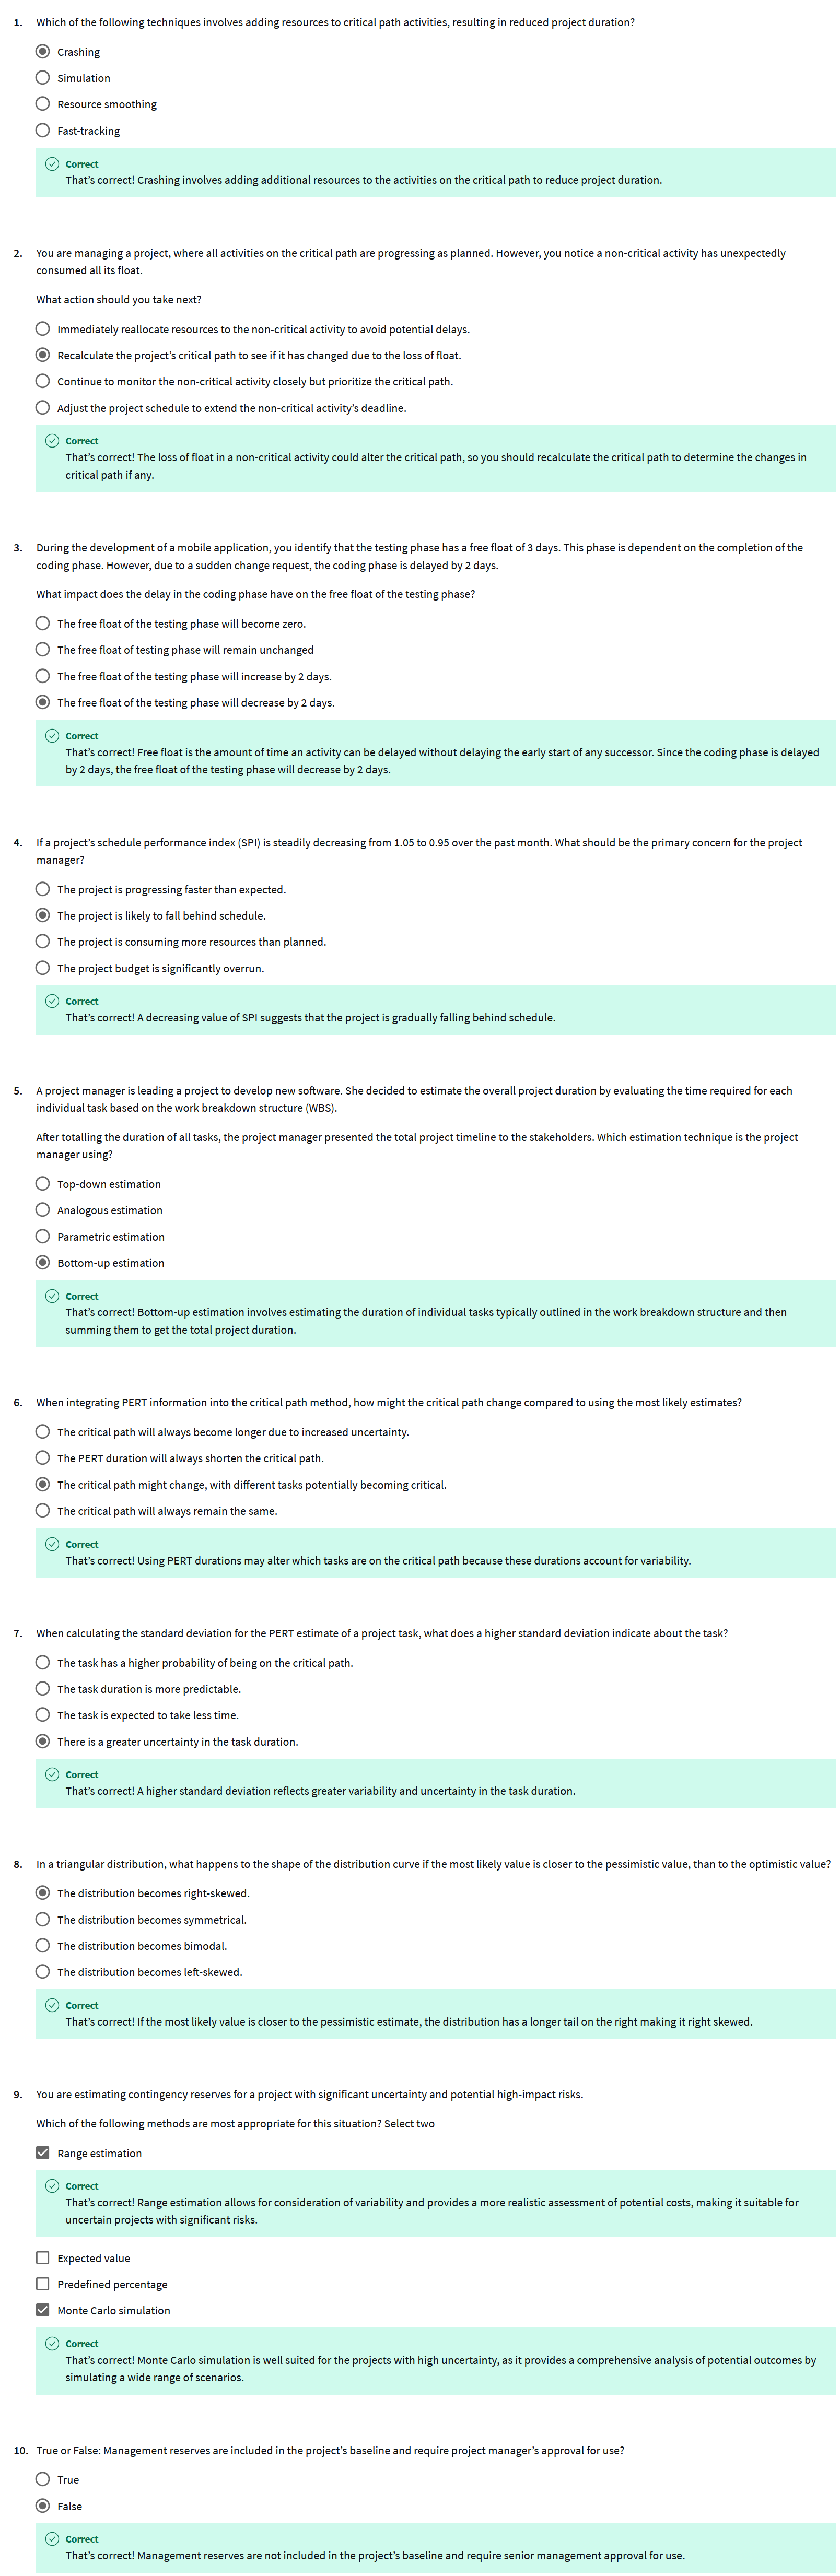 1. Which of the following techniques involves adding resources to critical path activities, resulting in reduced project duration?
Crashing
Simulation
Resource smoothing
Fast-tracking
Correct
That's correct! Crashing involves adding additional resources to the activities on the critical path to reduce project duration.
2. You are managing a project, where all activities on the critical path are progressing as planned. However, you notice a non-critical activity has unexpectedly
consumed all its float.
What action should you take next?
Immediately reallocate resources to the non-critical activity to avoid potential delays.
Recalculate the project's critical path to see if it has changed due to the loss of float.
Continue to monitor the non-critical activity closely but prioritize the critical path.
Adjust the project schedule to extend the non-critical activity's deadline.
Correct
That's correct! The loss of float in a non-critical activity could alter the critical path, so you should recalculate the critical path to determine the changes in
critical path if any.
3. During the development of a mobile application, you identify that the testing phase has a free float of 3 days. This phase is dependent on the completion of the
coding phase. However, due to a sudden change request, the coding phase is delayed by 2 days.
What impact does the delay in the coding phase have on the free float of the testing phase?
The free float of the testing phase will become zero.
The free float of testing phase will remain unchanged
The free float of the testing phase will increase by 2 days.
The free float of the testing phase will decrease by 2 days.
Correct
That's correct! Free float is the amount of time an activity can be delayed without delaying the early start of any successor. Since the coding phase is delayed
by 2 days, the free float of the testing phase will decrease by 2 days.
4. If a project's schedule performance index (SPI) is steadily decreasing from 1.05 to 0.95 over the past month. What should be the primary concern for the project
manager?
The project is progressing faster than expected.
The project is likely to fall behind schedule.
The project is consuming more resources than planned.
The project budget is significantly overrun.
Correct
That's correct! A decreasing value of SPI suggests that the project is gradually falling behind schedule.
5. A project manager is leading a project to develop new software. She decided to estimate the overall project duration by evaluating the time required for each
individual task based on the work breakdown structure (WBS).
After totalling the duration of all tasks, the project manager presented the total project timeline to the stakeholders. Which estimation technique is the project
manager using?
Top-down estimation
Analogous estimation
Parametric estimation
Bottom-up estimation
Correct
That's correct! Bottom-up estimation involves estimating the duration of individual tasks typically outlined in the work breakdown structure and then
summing them to get the total project duration.
6. When integrating PERT information into the critical path method, how might the critical path change compared to using the most likely estimates?
The critical path will always become longer due to increased uncertainty.
The PERT duration will always shorten the critical path.
The critical path might change, with different tasks potentially becoming critical.
The critical path will always remain the same.
Correct
That's correct! Using PERT durations may alter which tasks are on the critical path because these durations account for variability.
7. When calculating the standard deviation for the PERT estimate of a project task, what does a higher standard deviation indicate about the task?
The task has a higher probability of being on the critical path.
The task duration is more predictable.
The task is expected to take less time.
There is a greater uncertainty in the task duration.
Correct
That's correct! A higher standard deviation reflects greater variability and uncertainty in the task duration.
8. In a triangular distribution, what happens to the shape of the distribution curve if the most likely value is closer to the pessimistic value, than to the optimistic value?
The distribution becomes right-skewed.
The distribution becomes symmetrical.
The distribution becomes bimodal.
The distribution becomes left-skewed.
Correct
That's correct! If the most likely value is closer to the pessimistic estimate, the distribution has a longer tail on the right making it right skewed.
9. You are estimating contingency reserves for a project with significant uncertainty and potential high-impact risks.
Which of the following methods are most appropriate for this situation? Select two
Range estimation
Correct
That's correct! Range estimation allows for consideration of variability and provides a more realistic assessment of potential costs, making it suitable for
uncertain projects with significant risks.
Expected value
Predefined percentage
Monte Carlo simulation
Correct
That's correct! Monte Carlo simulation is well suited for the projects with high uncertainty, as it provides a comprehensive analysis of potential outcomes by
simulating a wide range of scenarios.
10. True or False: Management reserves are included in the project's baseline and require project manager's approval for use?
True
False
Correct
That's correct! Management reserves are not included in the project's baseline and require senior management approval for use.